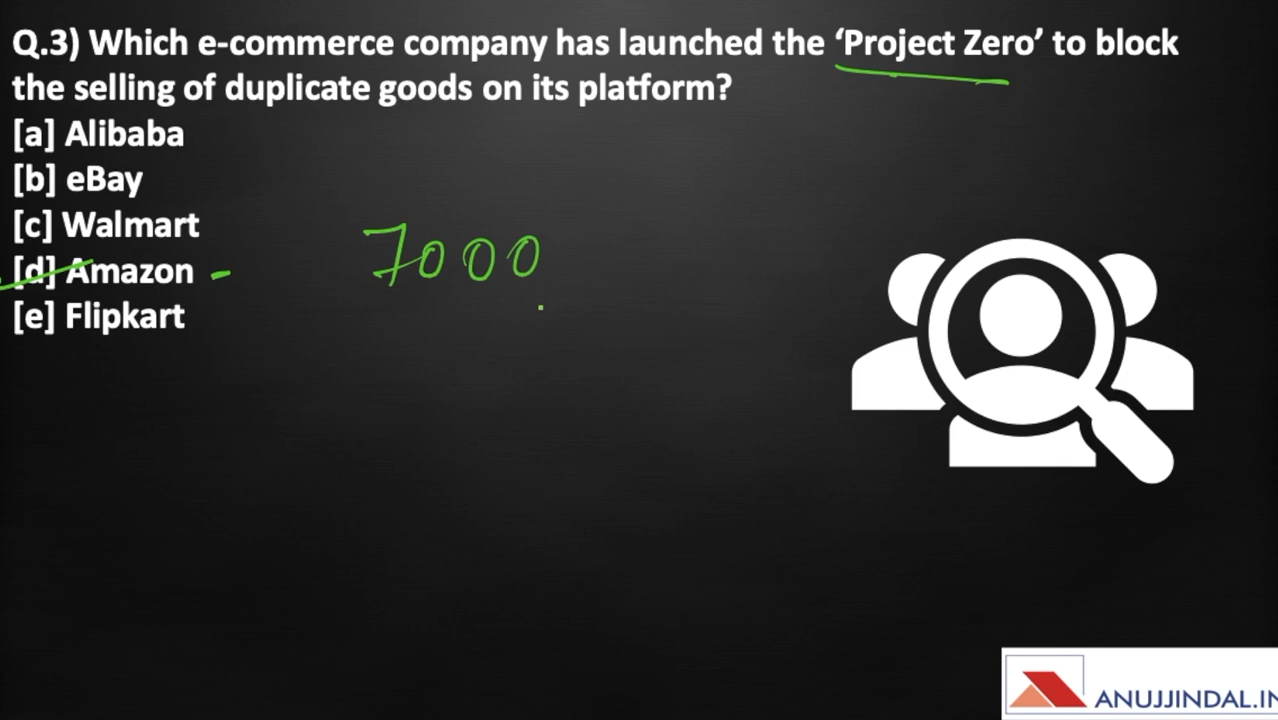 Q.3) Which e-commerce company has launched the ‘Project Zero’ to block
the selling of duplicate goods on its platform?
[a] Alibaba
[b] eBay
[c] Walmart
[d] Amazon
[e] Flipkart
7000
ANUJJINDAL.IN